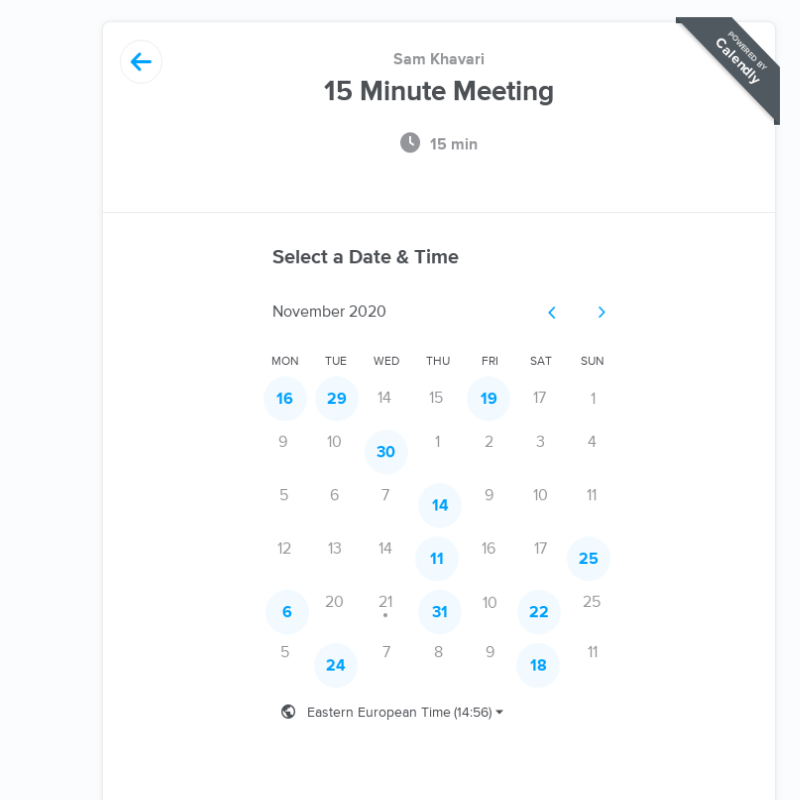 POWERED BY
Calendly
Sam Khavari
15 Minute Meeting
15 min
Select a Date & Time
November 2020
MON TUE WED THU FRI SAT SUN
16 29 14 15 19 17 1
9 10 30 1 2 3 4
5 6 7 14 9 10 11
12 13 14 11 16 17 25
6 20 21 31 10 22 25
5 24 7 8 9 18 11
Eastern European Time (14:56)